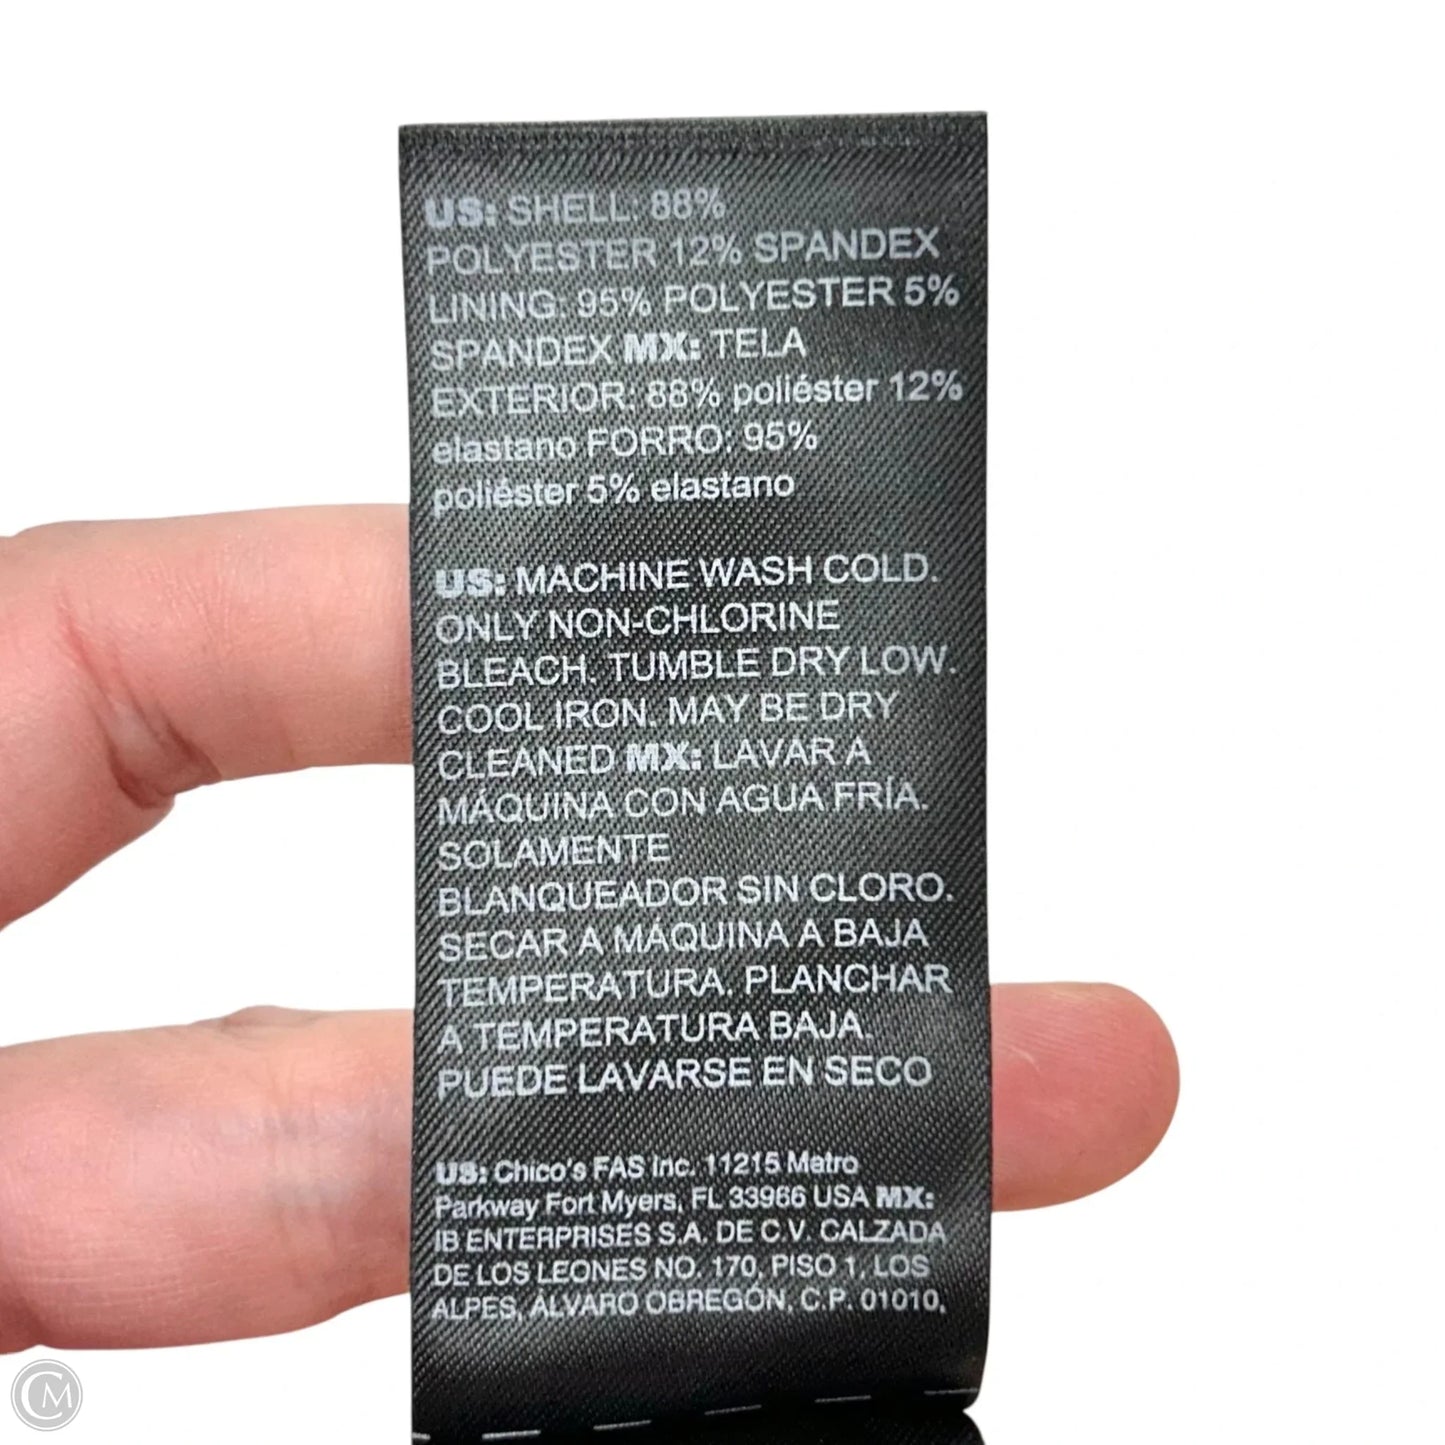 US: SHELL: 88%
POLYESTER 12% SPANDEX
LINING: 95% POLYESTER 5%
SPANDEX MX: TELA
EXTERIOR: 88% poliéster 12%
elastano FORRO: 95%
poliéster 5% elastano
US: MACHINE WASH COLD.
ONLY NON-CHLORINE
BLEACH. TUMBLE DRY LOW.
COOL IRON. MAY BE DRY
CLEANED MX: LAVAR A
MÁQUINA CON AGUA FRÍA.
SOLAMENTE
BLANQUEADOR SIN CLORO.
SECAR A MÁQUINA A BAJA
TEMPERATURA. PLANCHAR
A TEMPERATURA BAJA.
PUEDE LAVARSE EN SECO
US: Chico's FAS Inc. 11215 Metro
Parkway Fort Myers, FL 33966 USA MX:
IB ENTERPRISES S.A. DE C.V. CALZADA
DE LOS LEONES NO. 170, PISO 1, LOS
ALPES, ÁLVARO OBREGÓN, C.P. 01010,
CM